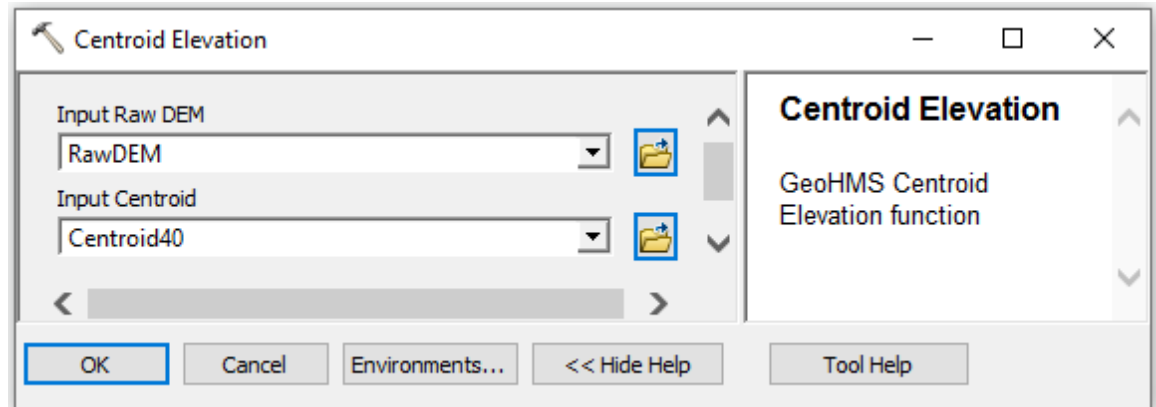 Centroid Elevation
Input Raw DEM
RawDEM
Input Centroid
Centroid40
Centroid Elevation
GeoHMS Centroid
Elevation function
OK
Cancel
Environments...
<< Hide Help
Tool Help